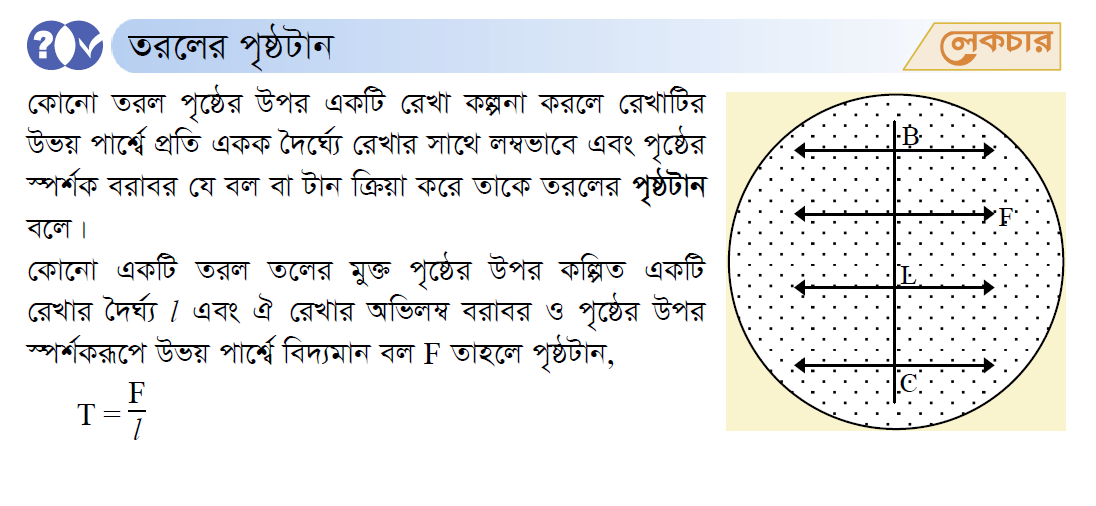 তরলের পৃষ্ঠটান
লেকচার
কোনো তরল পৃষ্ঠের উপর একটি রেখা কল্পনা করলে রেখাটির
উভয় পার্শ্বে প্রতি একক দৈর্ঘ্যে রেখার সাথে লম্বভাবে এবং পৃষ্ঠের
স্পর্শক বরাবর যে বল বা টান ক্রিয়া করে তাকে তরলের পৃষ্ঠটান
বলে।
কোনো একটি তরল তলের মুক্ত পৃষ্ঠের উপর কল্পিত একটি
রেখার দৈর্ঘ্য l এবং ঐ রেখার অভিলম্ব বরাবর ও পৃষ্ঠের উপর
স্পর্শকরূপে উভয় পার্শ্বে বিদ্যমান বল F তাহলে পৃষ্ঠটান,
T = F/l
B
F
L
C